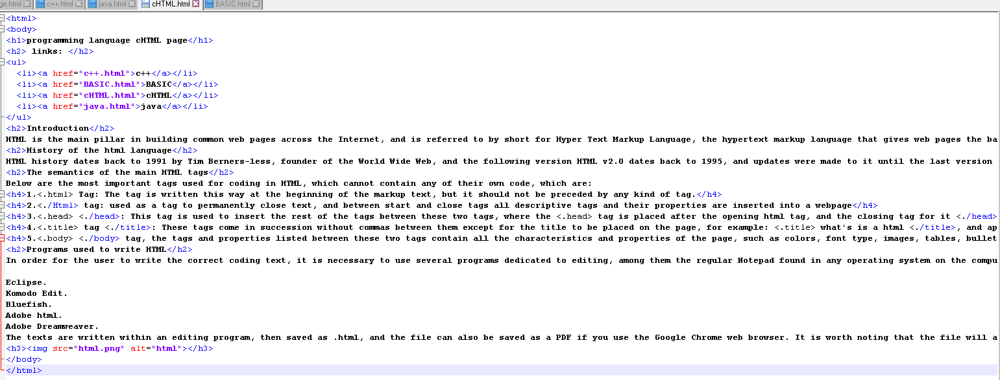 ge.html c++.html java.html cHTML.html BASIC.html
<html>
<body>
<h1>programming language cHTML page</h1>
<h2> links: </h2>
<ul>
  <li><a href="c++.html">c++</a></li>
  <li><a href="BASIC.html">BASIC</a></li>
  <li><a href="cHTML.html">cHTML</a></li>
  <li><a href="java.html">java</a></li>
</ul>
<h2>Introduction</h2>
HTML is the main pillar in building common web pages across the Internet, and is referred to by short for Hyper Text Markup Language, the hypertext markup language that gives web pages the ba
<h2>History of the html language</h2>
HTML history dates back to 1991 by Tim Berners-less, founder of the World Wide Web, and the following version HTML v2.0 dates back to 1995, and updates were made to it until the last version
<h2>The semantics of the main HTML tags</h2>
Below are the most important tags used for coding in HTML, which cannot contain any of their own code, which are:
<h4>1.<.html> Tag: The tag is written this way at the beginning of the markup text, but it should not be preceded by any kind of tag.</h4>
<h4>2.<./Html> tag: used as a tag to permanently close text, and between start and close tags all descriptive tags and their properties are inserted into a webpage</h4>
<h4>3.<.head> <./head>: This tag is used to insert the rest of the tags between these two tags, where the <.head> tag is placed after the opening html tag, and the closing tag for it <./head>
<h4>4.<.title> tag <./title>: These tags come in succession without commas between them except for the title to be placed on the page, for example: <.title> what's is a html <./title>, and ap
<h4>5.<.body> <./body> tag, the tags and properties listed between these two tags contain all the characteristics and properties of the page, such as colors, font type, images, tables, bullet
<h2>Programs used to write HTML</h2>
In order for the user to write the correct coding text, it is necessary to use several programs dedicated to editing, among them the regular Notepad found in any operating system on the compu
Eclipse.
Komodo Edit.
Bluefish.
Adobe html.
Adobe Dreamweaver.
The texts are written within an editing program, then saved as .html, and the file can also be saved as a PDF if you use the Google Chrome web browser. It is worth noting that the file will a
<h3><img src="html.png" alt="html"></h3>
</body>
</html>